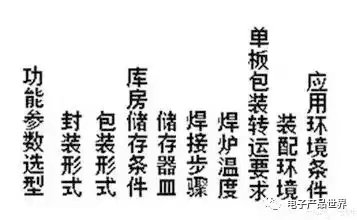 功能参数选型
封装形式
包装形式
库房储存条件
储存器皿
焊接步骤
焊炉温度
单板包装转运要求
装配环境
应用环境条件
电子产品世界